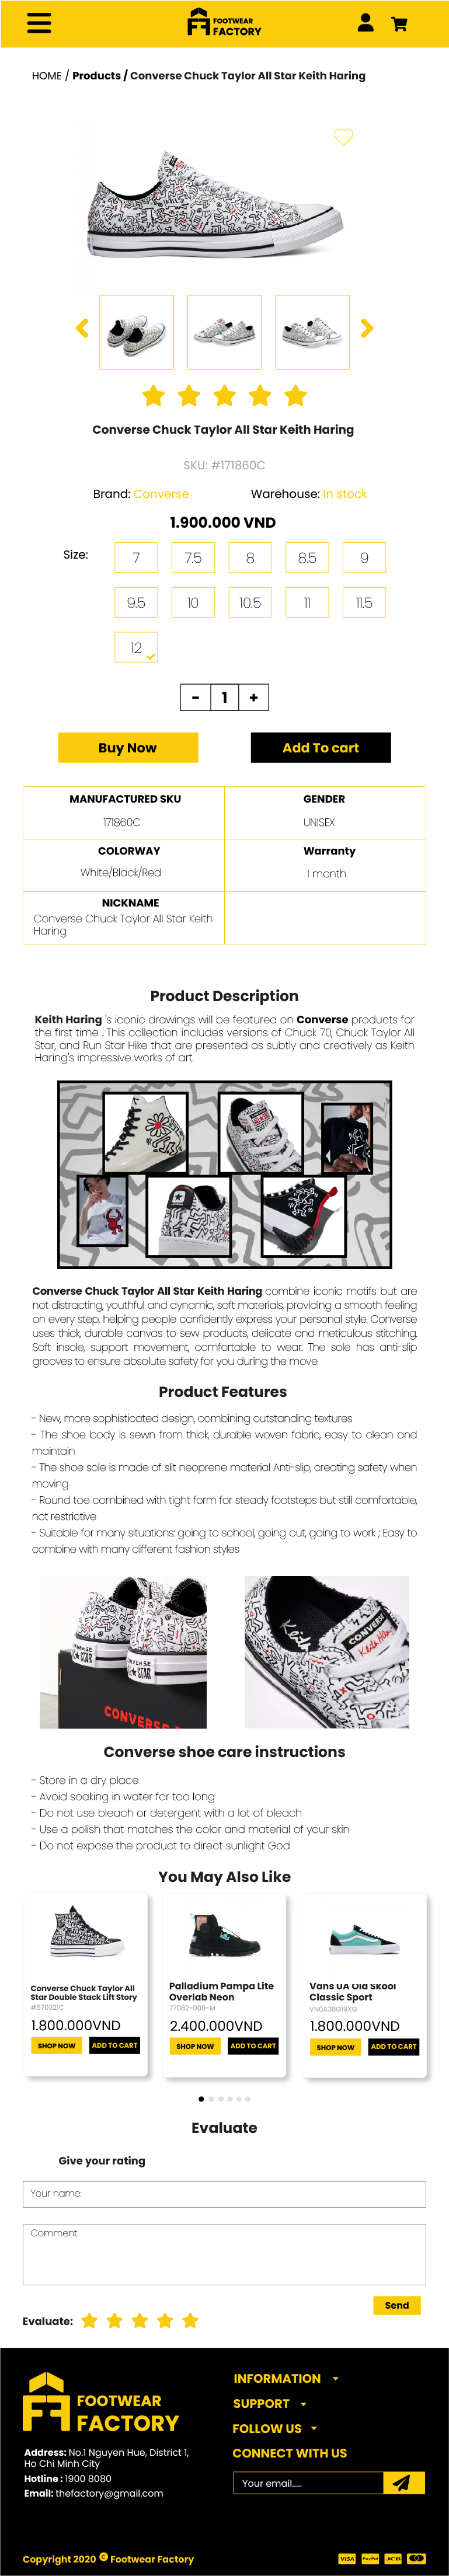 FOOTWEAR
FACTORY
HOME / Products / Converse Chuck Taylor All Star Keith Haring
Converse Chuck Taylor All Star Keith Haring
SKU: #171860C
Brand: Converse Warehouse: In stock
1.900.000 VND
Size: 7 7.5 8 8.5 9
9.5 10 10.5 11 11.5
12
- 1 +
Buy Now Add To cart
MANUFACTURED SKU GENDER
171860C UNISEX
COLORWAY Warranty
White/Black/Red 1 month
NICKNAME
Converse Chuck Taylor All Star Keith
Haring
Product Description
Keith Haring 's iconic drawings will be featured on Converse products for
the first time . This collection includes versions of Chuck 70, Chuck Taylor All
Star, and Run Star Hike that are presented as subtly and creatively as Keith
Haring's impressive works of art.
Converse Chuck Taylor All Star Keith Haring combine iconic motifs but are
not distracting, youthful and dynamic, soft materials, providing a smooth feeling
on every step, helping people confidently express your personal style. Converse
uses thick, durable canvas to sew products, delicate and meticulous stitching.
Soft insole, support movement, comfortable to wear. The sole has anti-slip
grooves to ensure absolute safety for you during the move
Product Features
- New, more sophisticated design, combining outstanding textures
- The shoe body is sewn from thick, durable woven fabric, easy to clean and
maintain
- The shoe sole is made of slit neoprene material Anti-slip, creating safety when
moving
- Round toe combined with tight form for steady footsteps but still comfortable,
not restrictive
- Suitable for many situations: going to school, going out, going to work ; Easy to
combine with many different fashion styles
CONVERSE
STAR
CONVERSE
STAR
CONVERSE
CONVERSE
Keith
Converse shoe care instructions
- Store in a dry place
- Avoid soaking in water for too long
- Do not use bleach or detergent with a lot of bleach
- Use a polish that matches the color and material of your skin
- Do not expose the product to direct sunlight God
You May Also Like
Converse Chuck Taylor All
Star Double Stack Lift Story
#570321C
1.800.000VND
SHOP NOW ADD TO CART
Palladium Pampa Lite
Overlab Neon
77082-008-M
2.400.000VND
SHOP NOW ADD TO CART
Vans UA Old Skool
Classic Sport
VN0A38G19XG
1.800.000VND
SHOP NOW ADD TO CART
Evaluate
Give your rating
Your name:
Comment:
Send
Evaluate:
FOOTWEAR
FACTORY
Address: No.1 Nguyen Hue, District 1,
Ho Chi Minh City
Hotline : 1900 8080
Email: thefactory@gmail.com
INFORMATION
SUPPORT
FOLLOW US
CONNECT WITH US
Your email.....
Copyright 2020 © Footwear Factory
VISA PayPal JCB